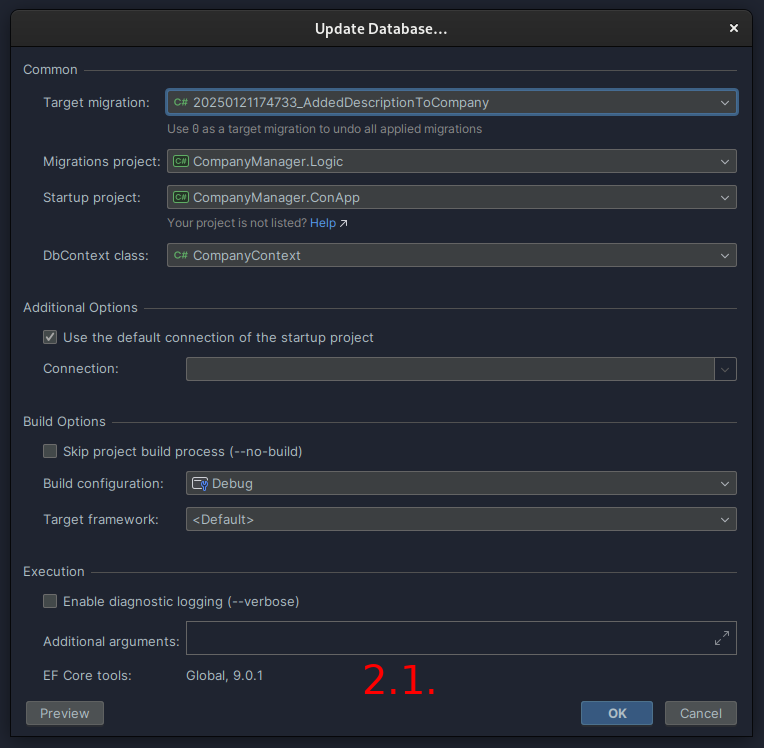 Update Database...
Common
Target migration: C# 20250121174733_AddedDescriptionToCompany
Use 0 as a target migration to undo all applied migrations
Migrations project: C# CompanyManager.Logic
Startup project: C# CompanyManager.ConApp
Your project is not listed? Help ↗
DbContext class: C# CompanyContext
Additional Options
Use the default connection of the startup project
Connection:
Build Options
Skip project build process (--no-build)
Build configuration: Debug
Target framework: <Default>
Execution
Enable diagnostic logging (--verbose)
Additional arguments:
EF Core tools: Global, 9.0.1
2.1.
Preview OK Cancel